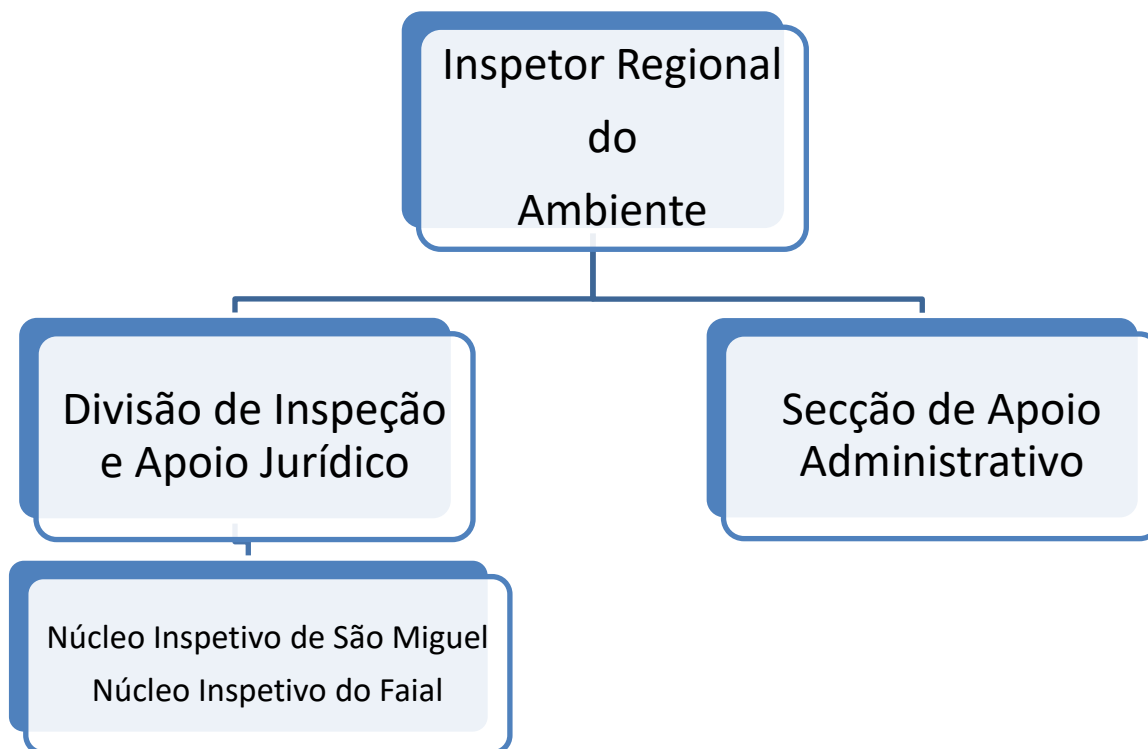 Inspetor Regional
do
Ambiente
Divisão de Inspeção
e Apoio Jurídico
Secção de Apoio
Administrativo
Núcleo Inspetivo de São Miguel
Núcleo Inspetivo do Faial